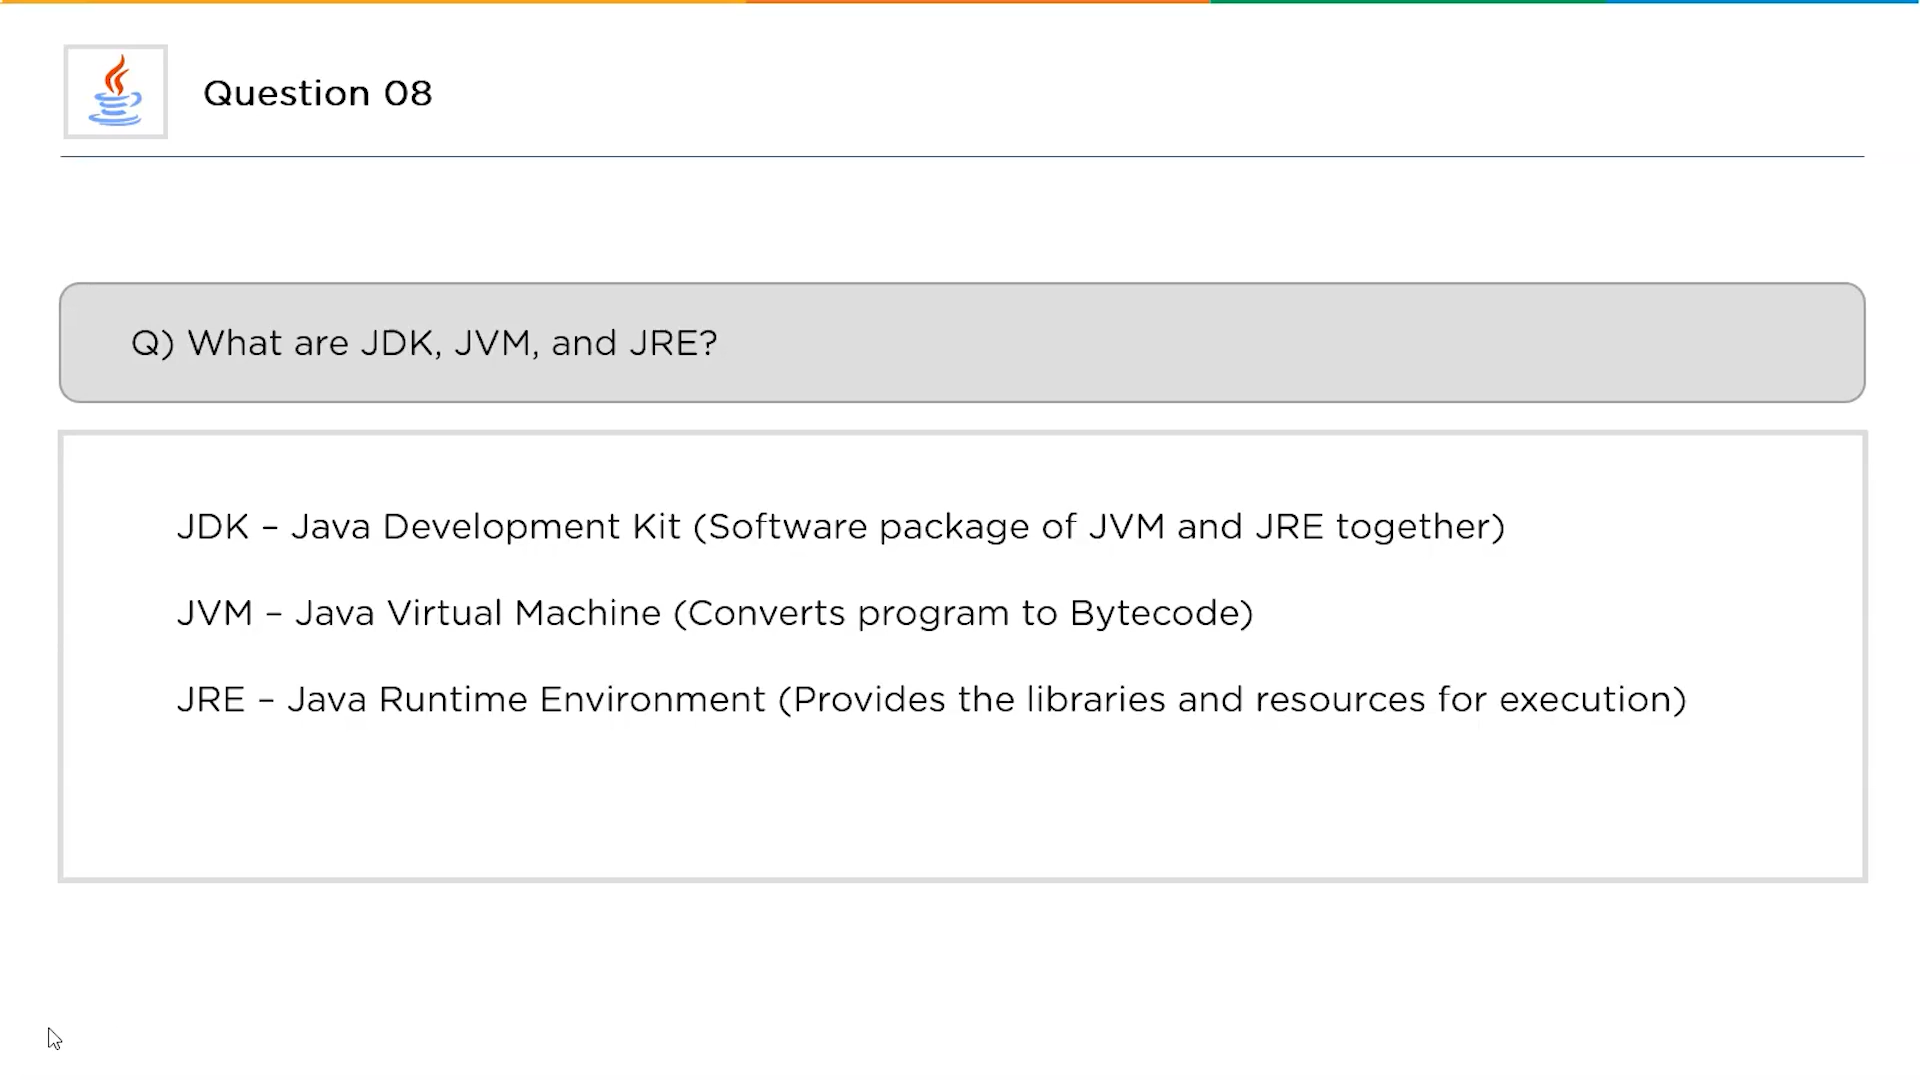 Question 08
Q) What are JDK, JVM, and JRE?
JDK – Java Development Kit (Software package of JVM and JRE together)
JVM – Java Virtual Machine (Converts program to Bytecode)
JRE – Java Runtime Environment (Provides the libraries and resources for execution)